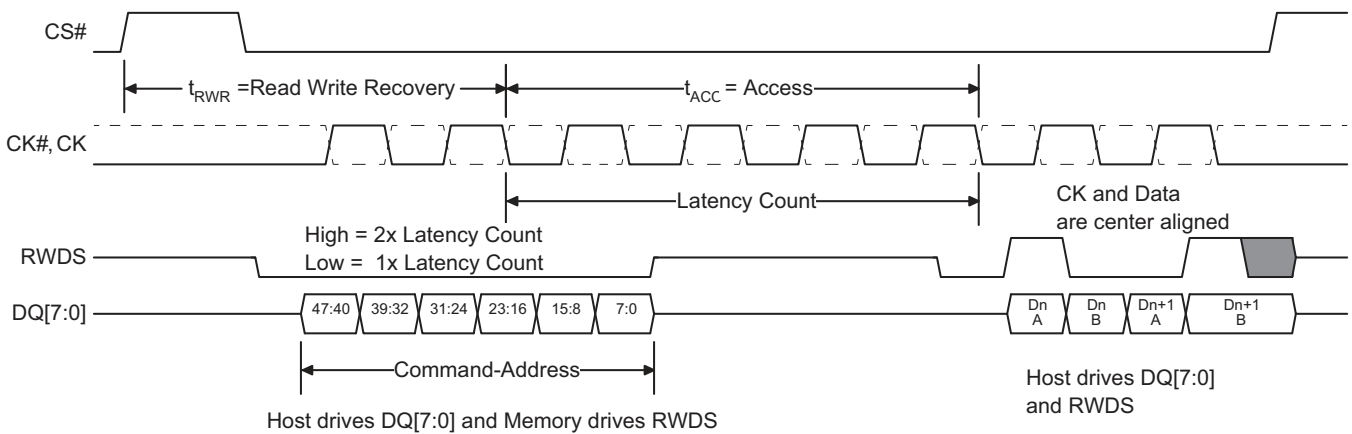 CS#
tRWR =Read Write Recovery
tACC = Access
CK#, CK
Latency Count
CK and Data
are center aligned
High = 2x Latency Count
Low = 1x Latency Count
RWDS
DQ[7:0]
47:40 39:32 31:24 23:16 15:8 7:0
Dn
A
Dn
B
Dn+1
A
Dn+1
B
Command-Address
Host drives DQ[7:0]
and RWDS
Host drives DQ[7:0] and Memory drives RWDS